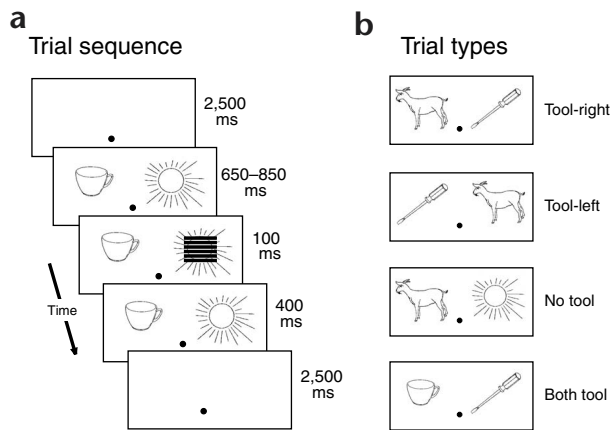 a
Trial sequence
2,500
ms
650–850
ms
100
ms
400
ms
2,500
ms
Time
b
Trial types
Tool-right
Tool-left
No tool
Both tool